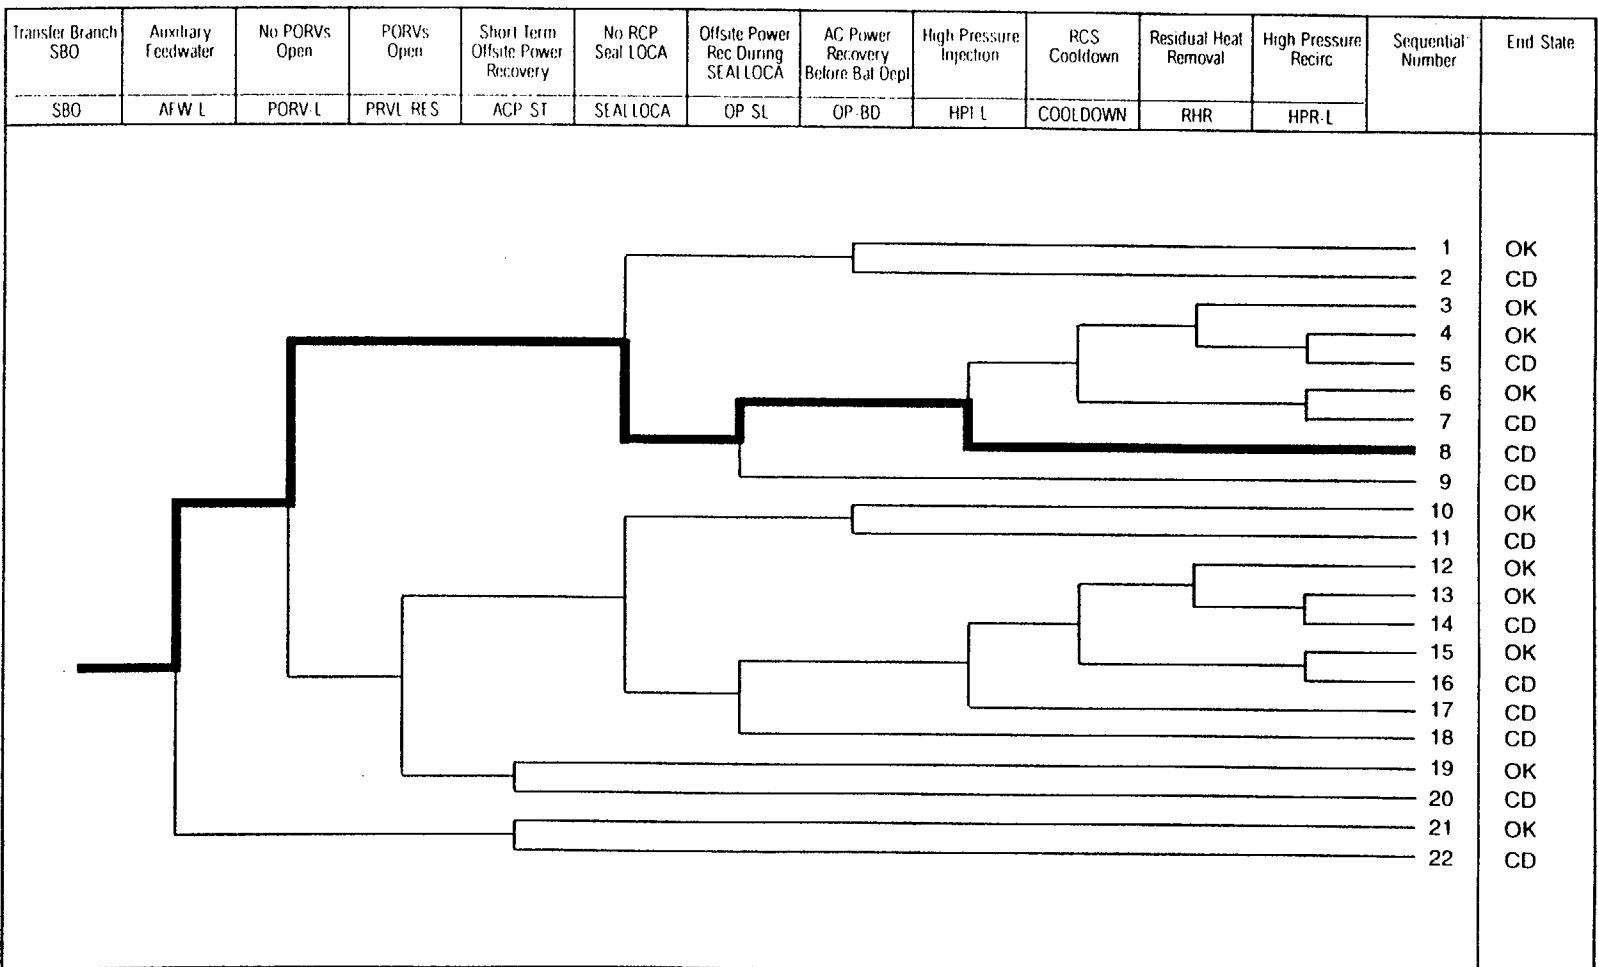 Transfer Branch
SBO
Auxiliary
Feedwater
No PORVs
Open
PORVs
Open
Short Term
Offsite Power
Recovery
No RCP
Seal LOCA
Offsite Power
Rec During
SEAL LOCA
AC Power
Recovery
Before Bat Depl
High Pressure
Injection
RCS
Cooldown
Residual Heat
Removal
High Pressure
Recirc
Sequential
Number
End State
SBO
AFW-L
PORV-L
PRVL-RES
ACP-ST
SEALLOCA
OP-SL
OP-BD
HPI-L
COOLDOWN
RHR
HPR-L
1 OK
2 CD
3 OK
4 OK
5 CD
6 OK
7 CD
8 CD
9 CD
10 OK
11 CD
12 OK
13 OK
14 CD
15 OK
16 CD
17 CD
18 CD
19 OK
20 CD
21 OK
22 CD